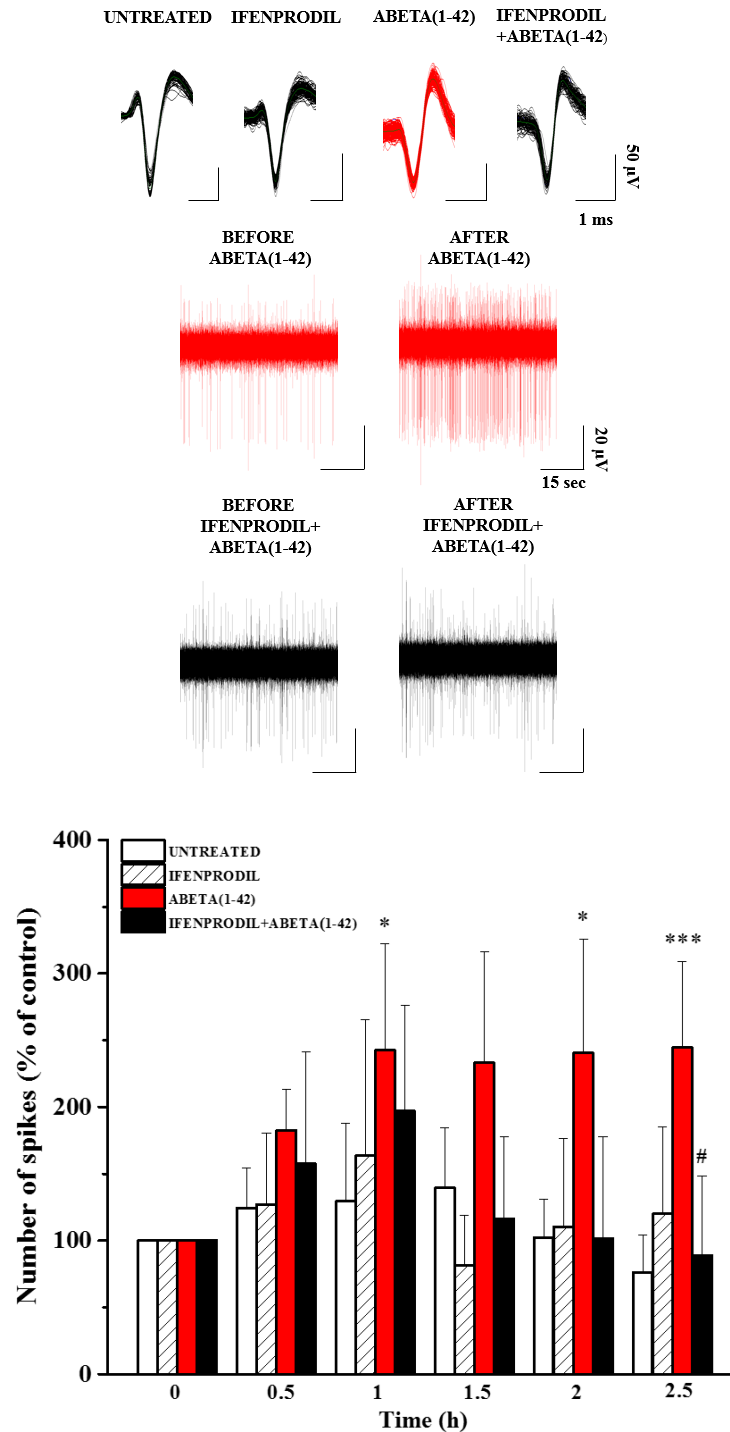 UNTREATED
IFENPRODIL
ABETA(1-42)
IFENPRODIL
+ABETA(1-42)
50 µV
1 ms
BEFORE
ABETA(1-42)
AFTER
ABETA(1-42)
20 µV
15 sec
BEFORE
IFENPRODIL+
ABETA(1-42)
AFTER
IFENPRODIL+
ABETA(1-42)
Number of spikes (% of control)
400
300
200
100
0
UNTREATED
IFENPRODIL
ABETA(1-42)
IFENPRODIL+ABETA(1-42)
*
*
***
#
0 0.5 1 1.5 2 2.5
Time (h)